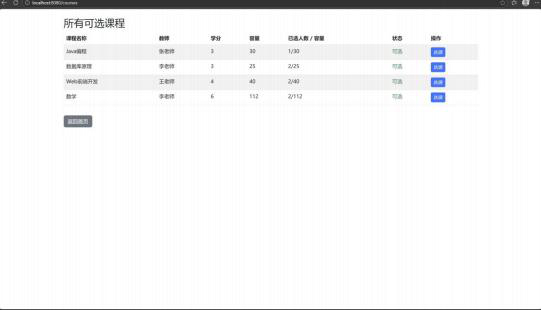 localhost:8080/courses
所有可选课程
课程名称 教师 学分 容量 已选人数 / 容量 状态 操作
Java编程 张老师 3 30 1/30 可选 选课
数据库原理 李老师 3 25 2/25 可选 选课
Web前端开发 王老师 4 40 2/40 可选 选课
数学 李老师 6 112 2/112 可选 选课
返回首页